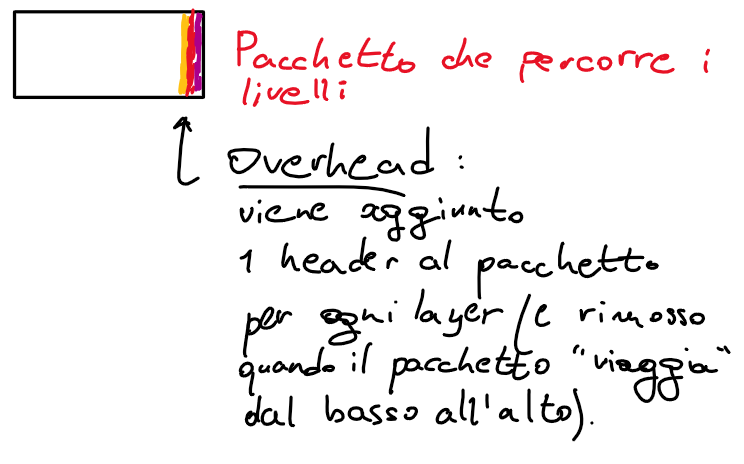 Pacchetto che percorre i
livelli
Overhead:
viene aggiunto
1 header al pacchetto
per ogni layer (e rimosso
quando il pacchetto "viaggia"
dal basso all'alto).